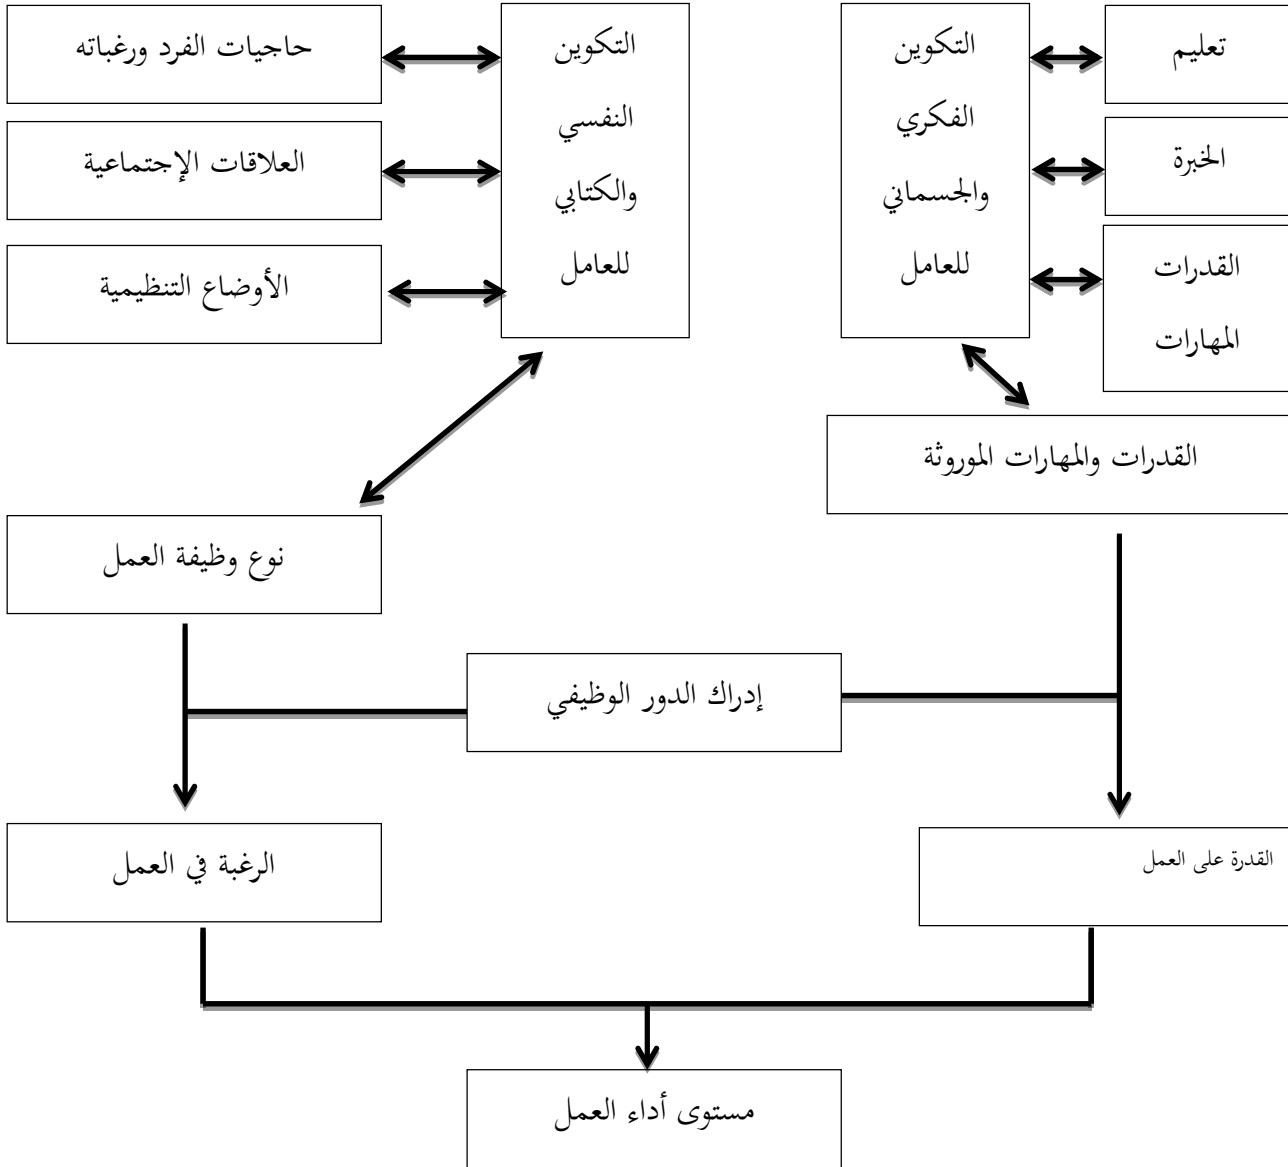 تعليم
الخبرة
القدرات
المهارات
التكوين
الفكري
والجسماني
للعامل
القدرات والمهارات الموروثة
التكوين
النفسي
والكتابي
للعامل
حاجيات الفرد ورغباته
العلاقات الإجتماعية
الأوضاع التنظيمية
نوع وظيفة العمل
إدراك الدور الوظيفي
القدرة على العمل
الرغبة في العمل
مستوى أداء العمل